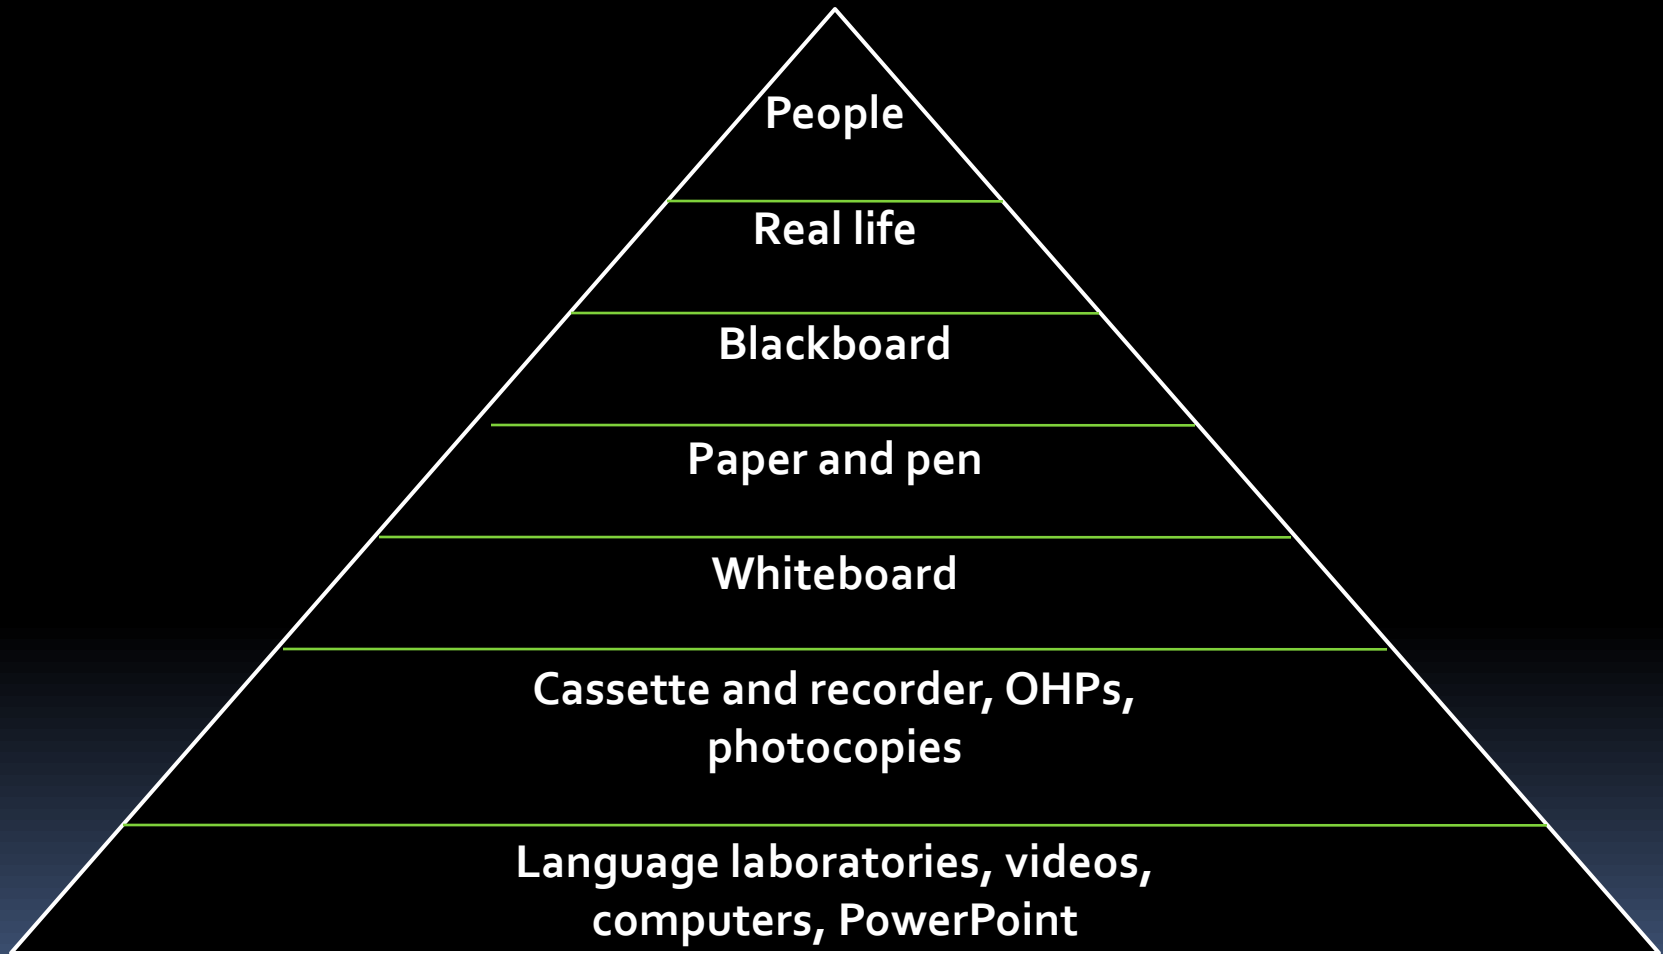 People
Real life
Blackboard
Paper and pen
Whiteboard
Cassette and recorder, OHPs,
photocopies
Language laboratories, videos,
computers, PowerPoint